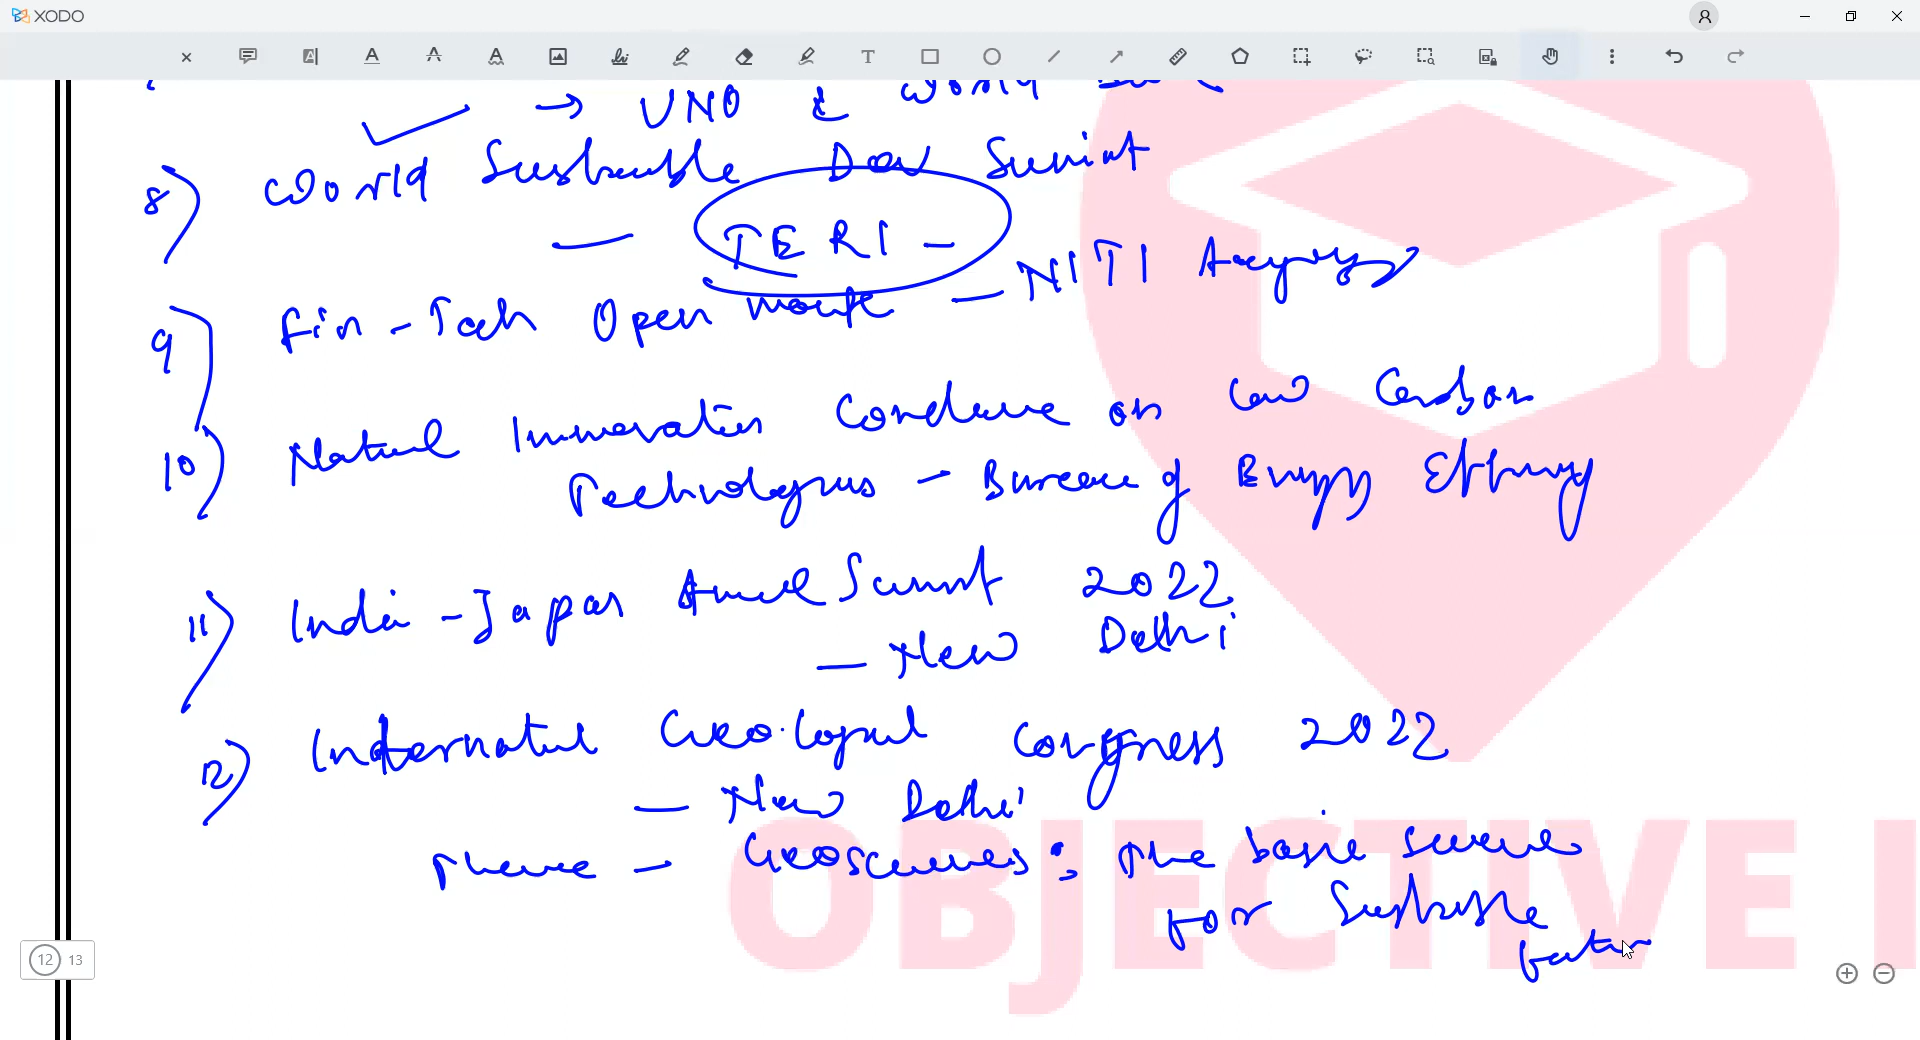 XODO
→ UNO & World
8) World Sustainable Dev Summit
— TERI —
9) Fin-Tech Open — NITI Aayog
10) National Innovation Conclave on Low Carbon
Technologies - Bureau of Energy Efficiency
11) India - Japan Annual Summit 2022
— New Delhi
12) International Geological Congress 2022
— New Delhi
Theme — Geosciences: The basic Science
for Sustainable
future
OBJECTIVE I
12 13